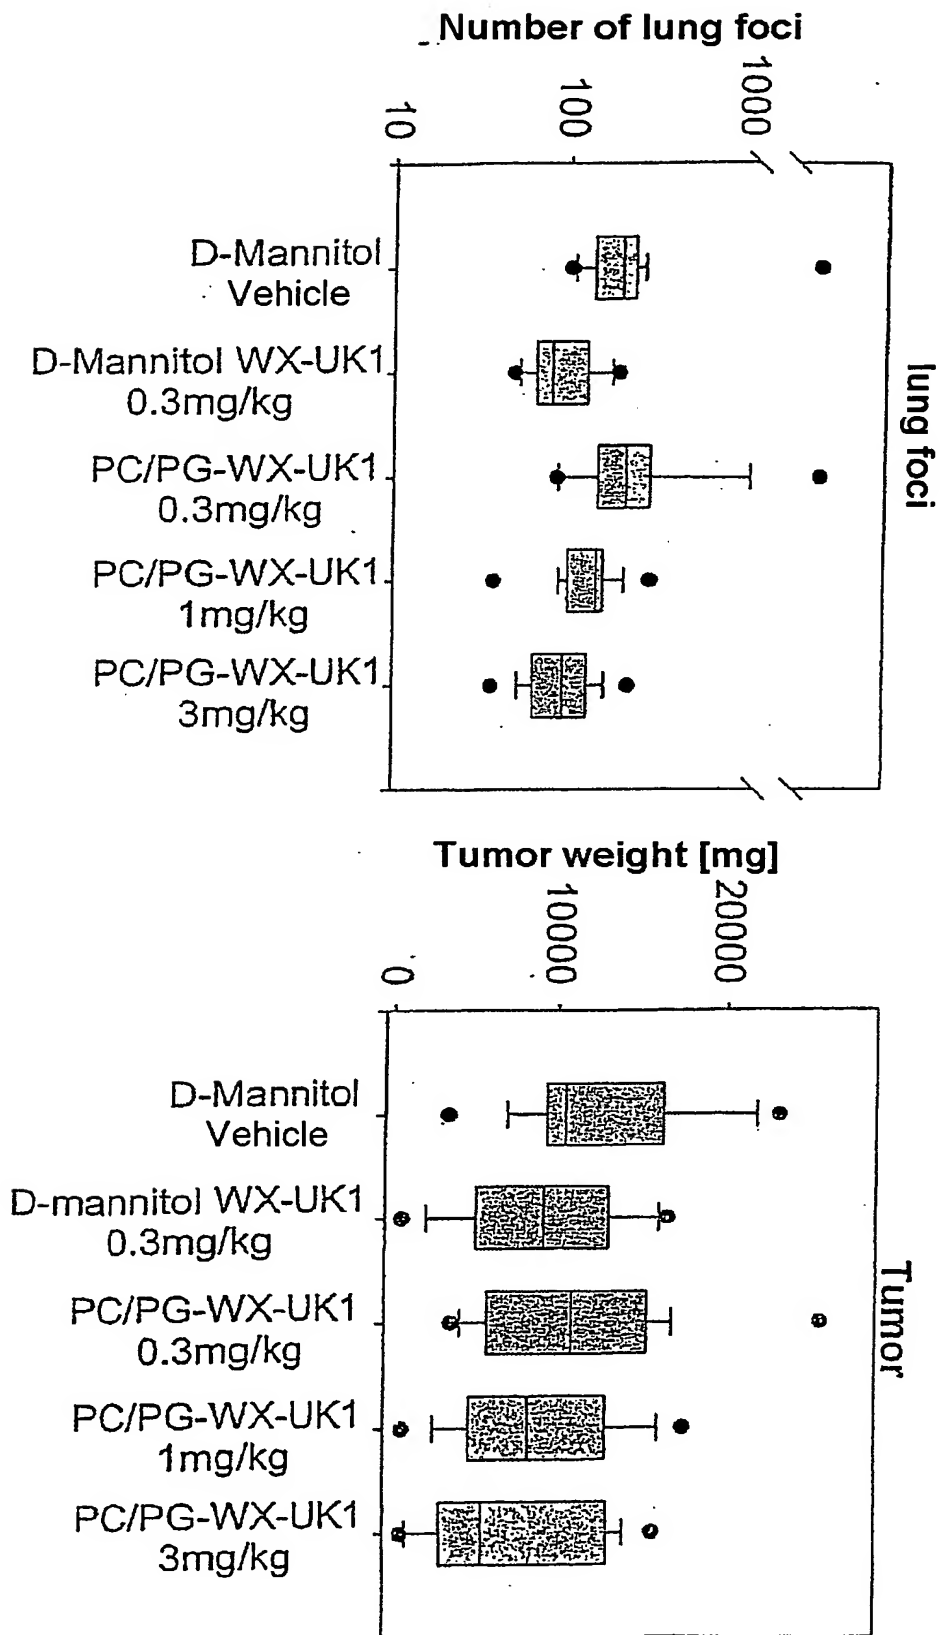 Number of lung foci
10
100
1000
D-Mannitol
Vehicle
D-Mannitol WX-UK1
0.3mg/kg
PC/PG-WX-UK1
0.3mg/kg
PC/PG-WX-UK1
1mg/kg
PC/PG-WX-UK1
3mg/kg
lung foci
Tumor weight [mg]
0
10000
20000
D-Mannitol
Vehicle
D-mannitol WX-UK1
0.3mg/kg
PC/PG-WX-UK1
0.3mg/kg
PC/PG-WX-UK1
1mg/kg
PC/PG-WX-UK1
3mg/kg
Tumor